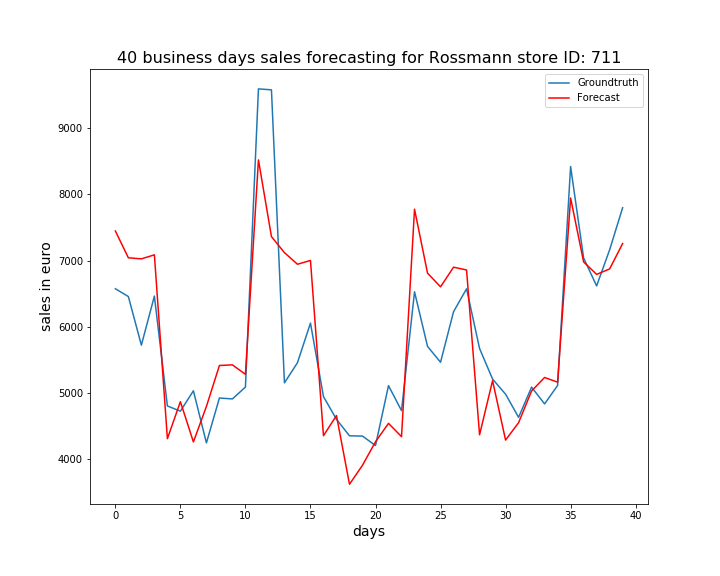 40 business days sales forecasting for Rossmann store ID: 711
Groundtruth
Forecast
sales in euro
9000
8000
7000
6000
5000
4000
0 5 10 15 20 25 30 35 40
days